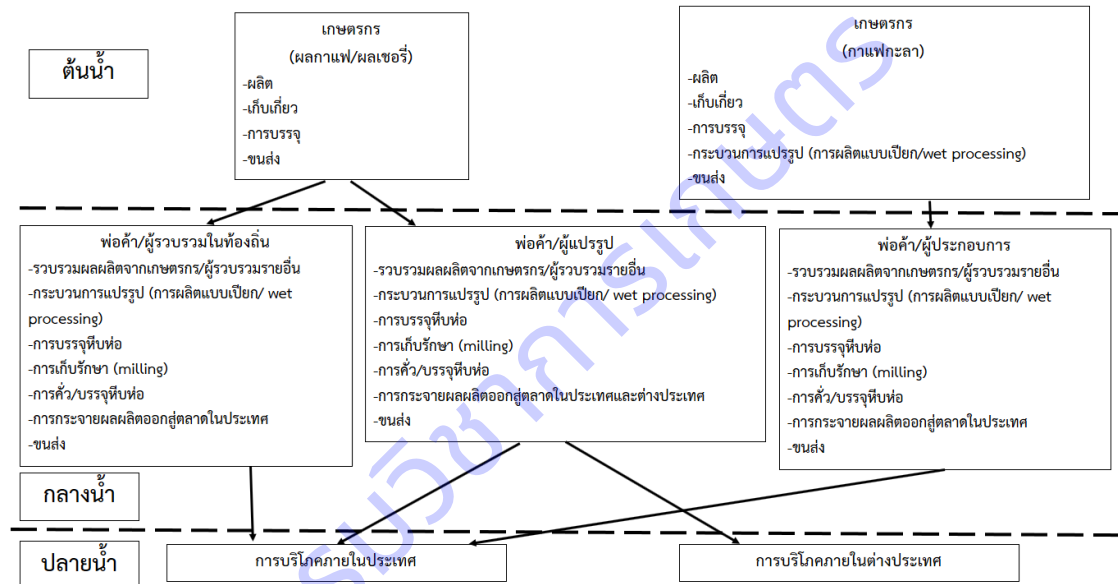 ต้นน้ำ
เกษตรกร
(ผลกาแฟ/ผลเชอรี่)
-ผลิต
-เก็บเกี่ยว
-การบรรจุ
-ขนส่ง
เกษตรกร
(กาแฟกะลา)
-ผลิต
-เก็บเกี่ยว
-การบรรจุ
-กระบวนการแปรรูป (การผลิตแบบเปียก/wet processing)
-ขนส่ง
พ่อค้า/ผู้รวบรวมในท้องถิ่น
-รวบรวมผลผลิตจากเกษตรกร/ผู้รวบรวมรายอื่น
-กระบวนการแปรรูป (การผลิตแบบเปียก/ wet
processing)
-การบรรจุหีบห่อ
-การเก็บรักษา (milling)
-การคั่ว/บรรจุหีบห่อ
-การกระจายผลผลิตออกสู่ตลาดในประเทศ
-ขนส่ง
พ่อค้า/ผู้แปรรูป
-รวบรวมผลผลิตจากเกษตรกร/ผู้รวบรวมรายอื่น
-กระบวนการแปรรูป (การผลิตแบบเปียก/ wet processing)
-การบรรจุหีบห่อ
-การเก็บรักษา (milling)
-การคั่ว/บรรจุหีบห่อ
-การกระจายผลผลิตออกสู่ตลาดในประเทศและต่างประเทศ
-ขนส่ง
พ่อค้า/ผู้ประกอบการ
-รวบรวมผลผลิตจากเกษตรกร/ผู้รวบรวมรายอื่น
-กระบวนการแปรรูป (การผลิตแบบเปียก/ wet
processing)
-การบรรจุหีบห่อ
-การเก็บรักษา (milling)
-การคั่ว/บรรจุหีบห่อ
-การกระจายผลผลิตออกสู่ตลาดในประเทศ
-ขนส่ง
กลางน้ำ
ปลายน้ำ
การบริโภคภายในประเทศ
การบริโภคภายในต่างประเทศ
รมวิชาการเกษตร